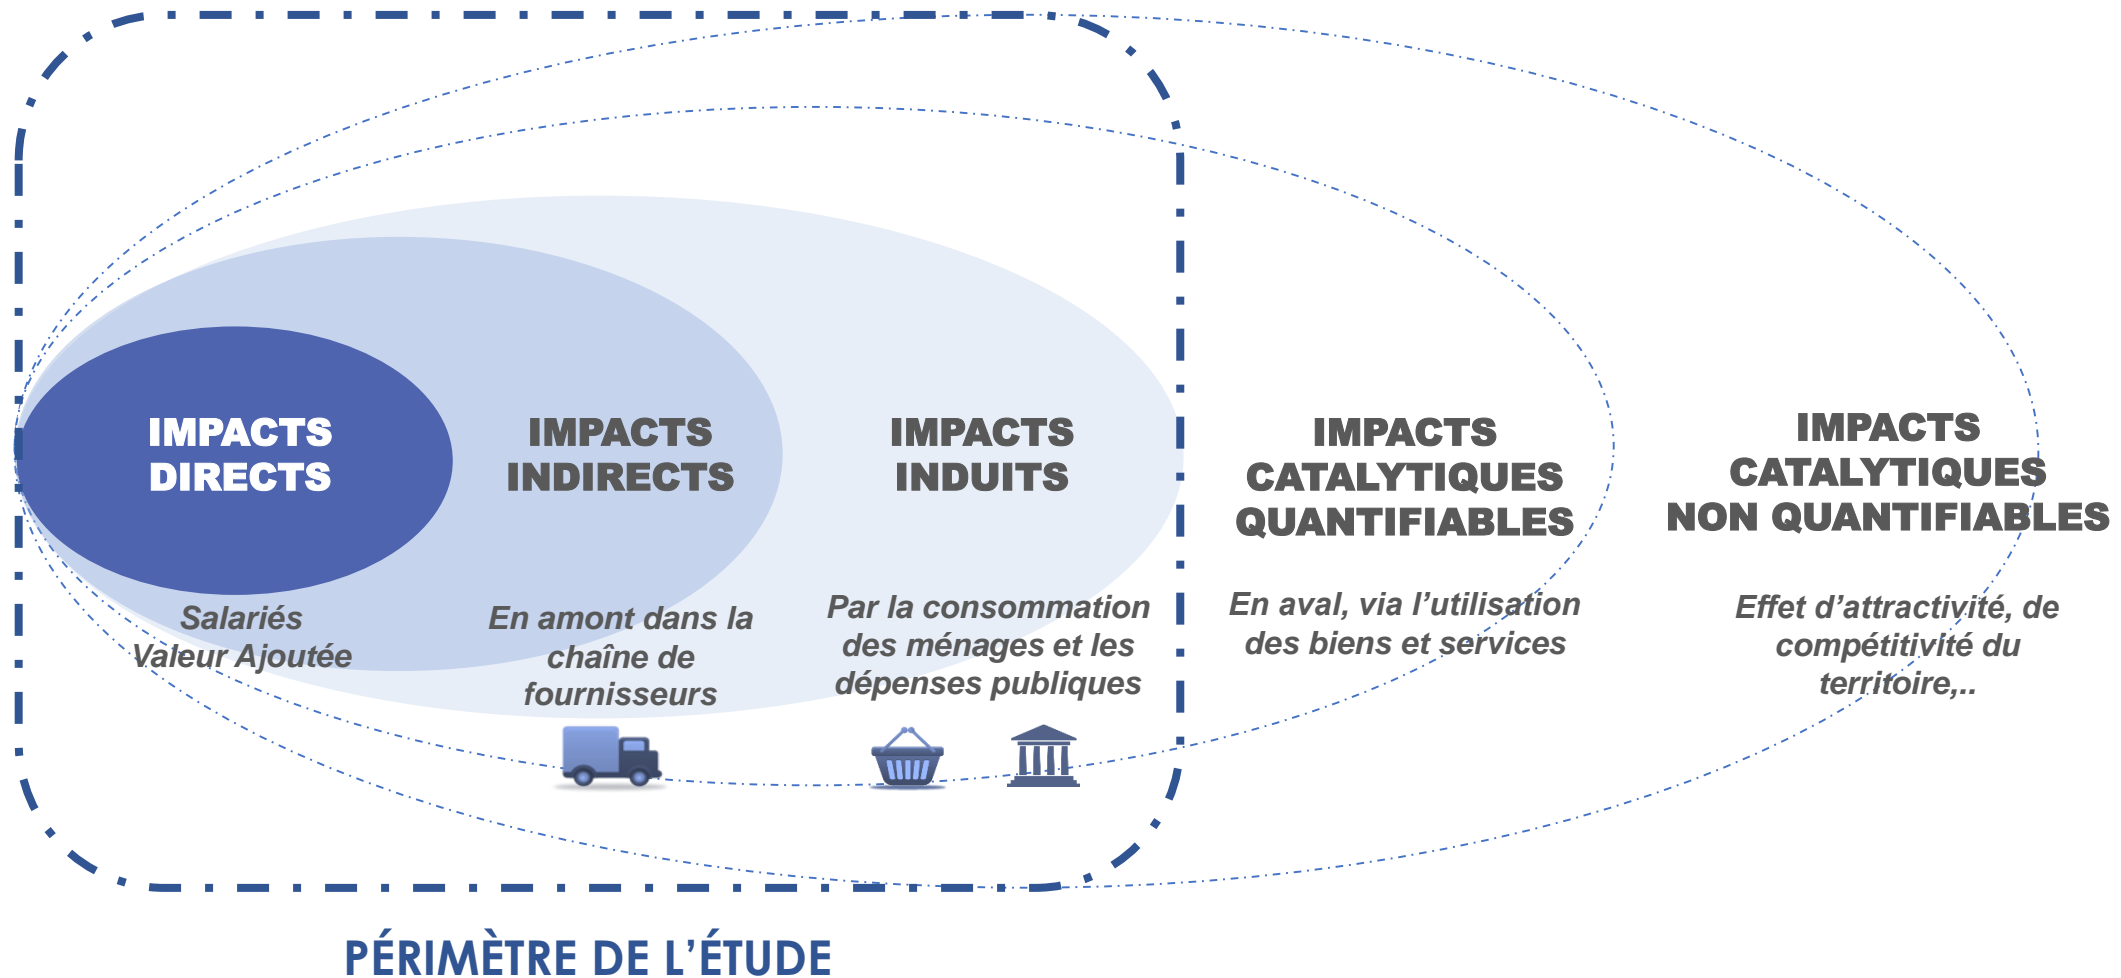 IMPACTS
DIRECTS
Salariés
Valeur Ajoutée
IMPACTS
INDIRECTS
En amont dans la
chaîne de
fournisseurs
IMPACTS
INDUITS
Par la consommation
des ménages et les
dépenses publiques
IMPACTS
CATALYTIQUES
QUANTIFIABLES
En aval, via l’utilisation
des biens et services
IMPACTS
CATALYTIQUES
NON QUANTIFIABLES
Effet d’attractivité, de
compétitivité du
territoire,..
PÉRIMÈTRE DE L’ÉTUDE